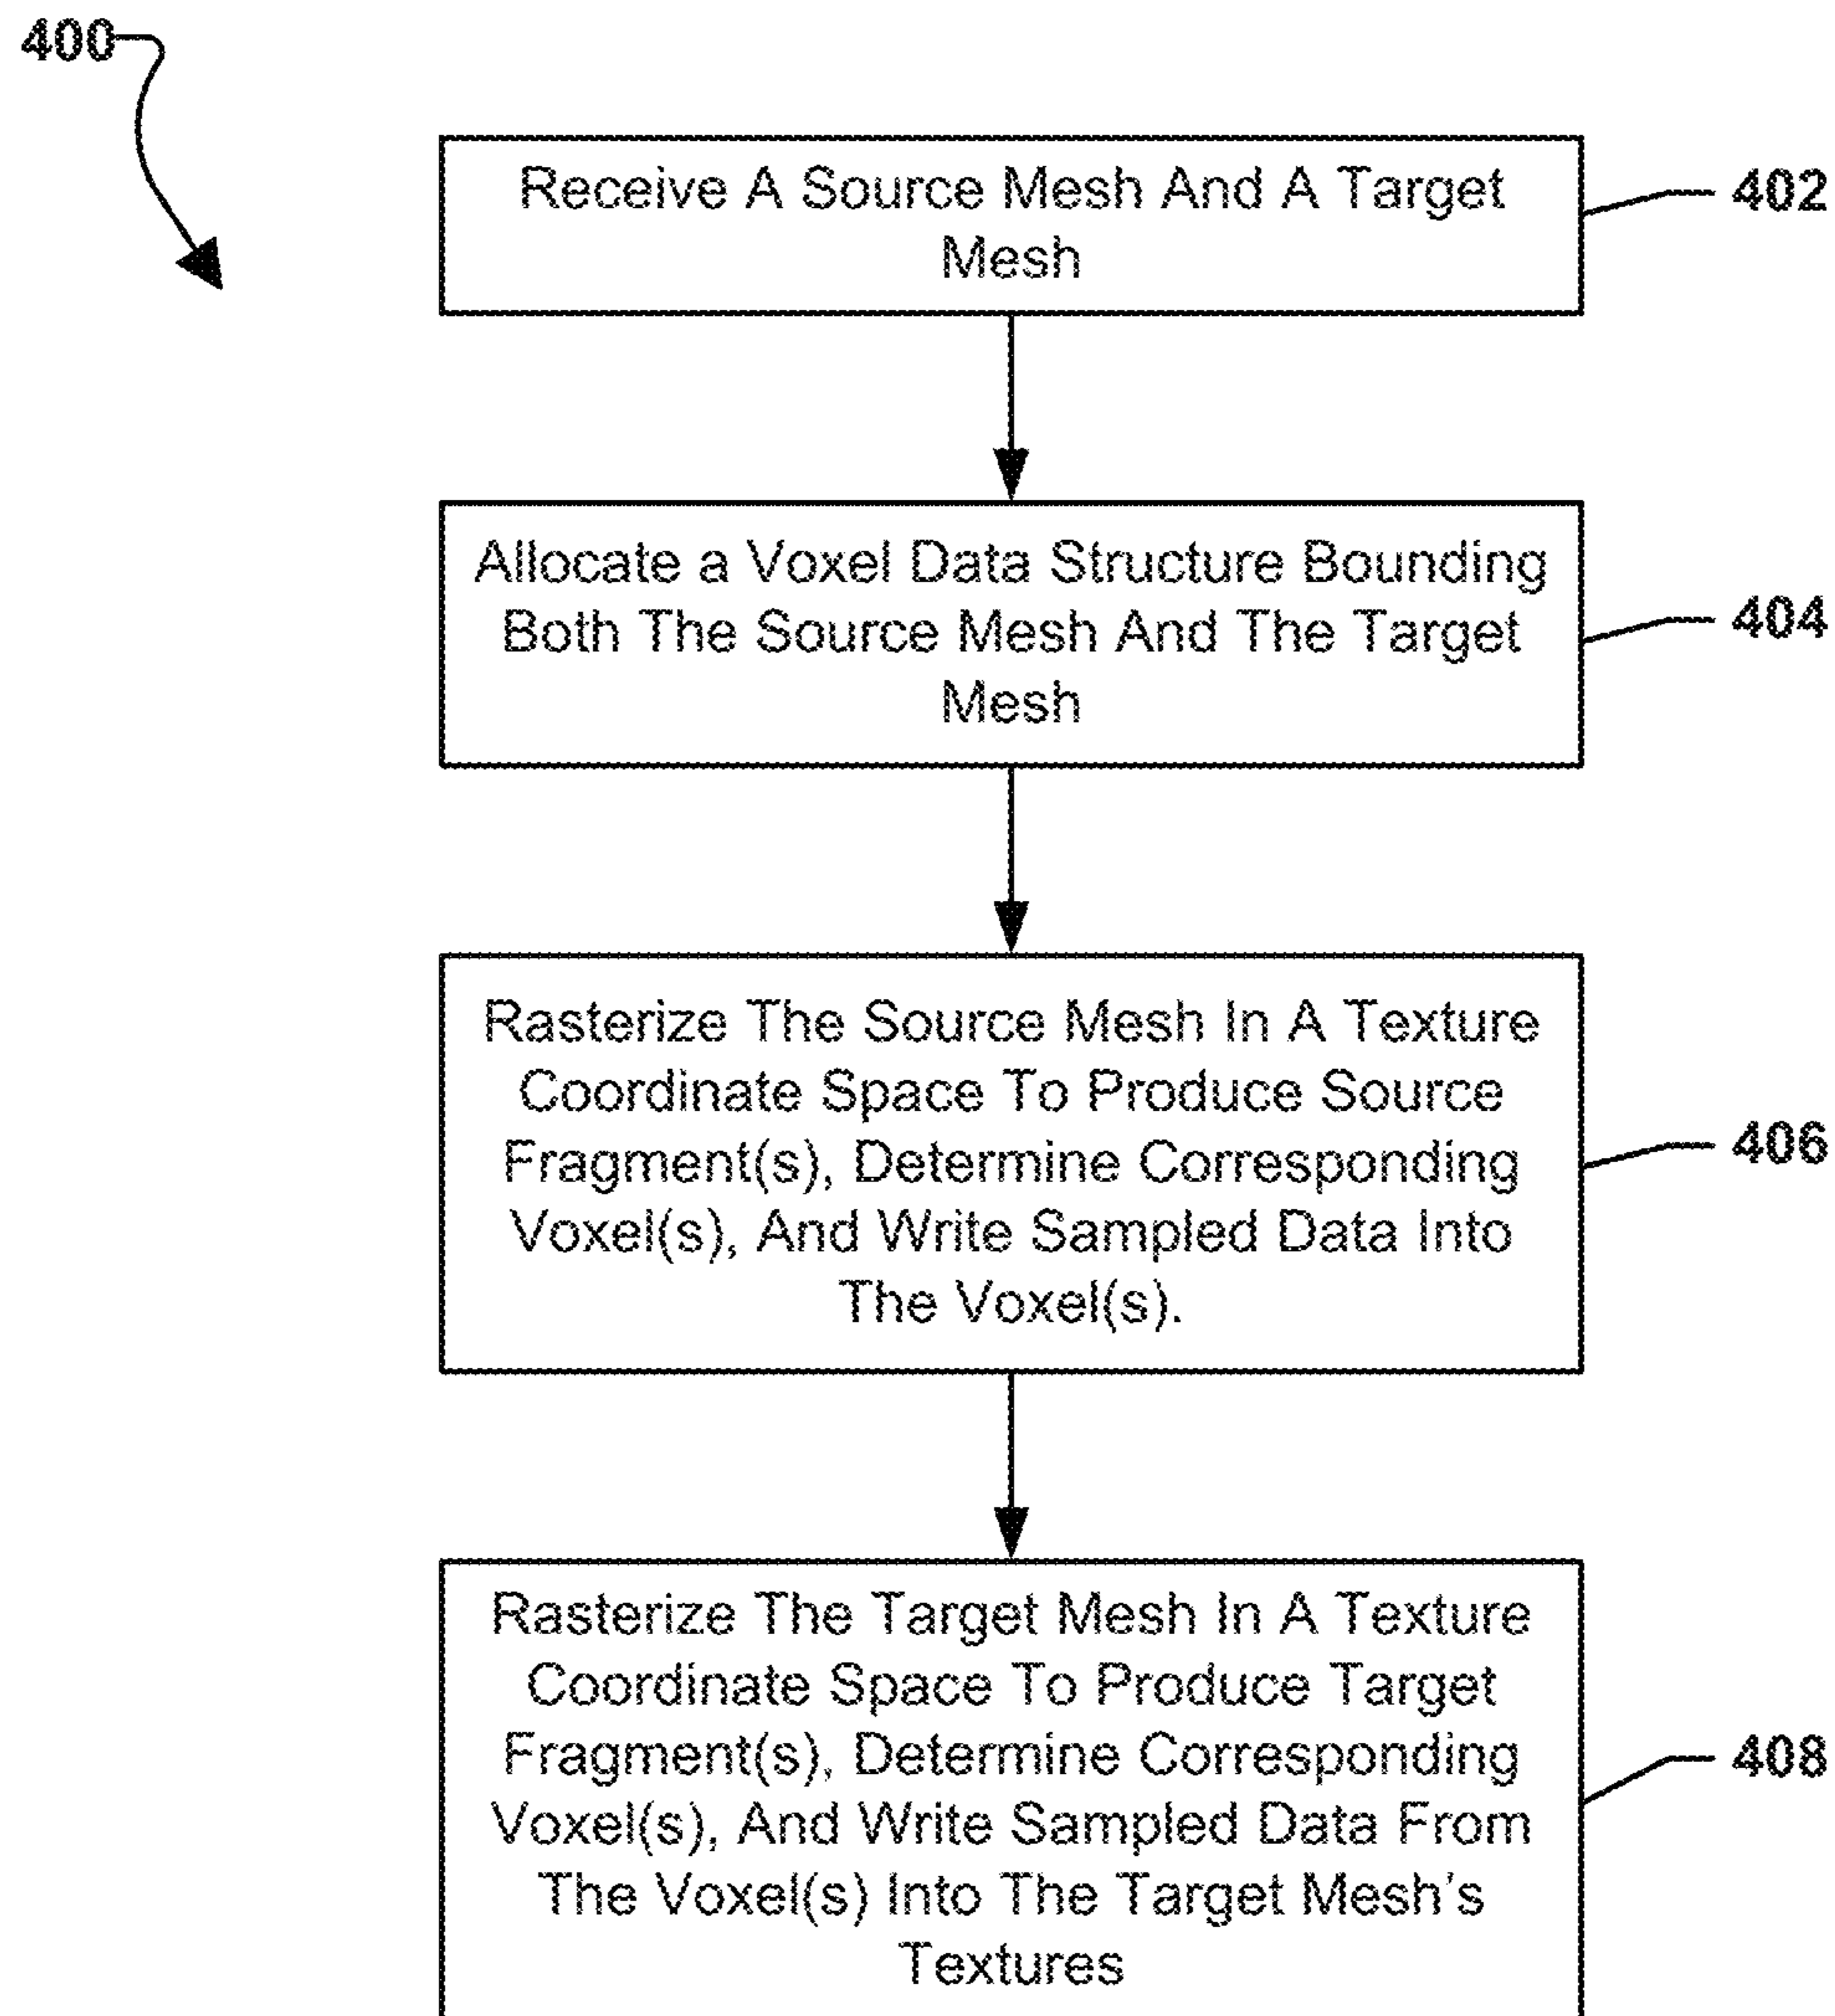 400
Receive A Source Mesh And A Target
Mesh
402
Allocate a Voxel Data Structure Bounding
Both The Source Mesh And The Target
Mesh
404
Rasterize The Source Mesh In A Texture
Coordinate Space To Produce Source
Fragment(s), Determine Corresponding
Voxel(s), And Write Sampled Data Into
The Voxel(s).
406
Rasterize The Target Mesh In A Texture
Coordinate Space To Produce Target
Fragment(s), Determine Corresponding
Voxel(s), And Write Sampled Data From
The Voxel(s) Into The Target Mesh's
Textures
408